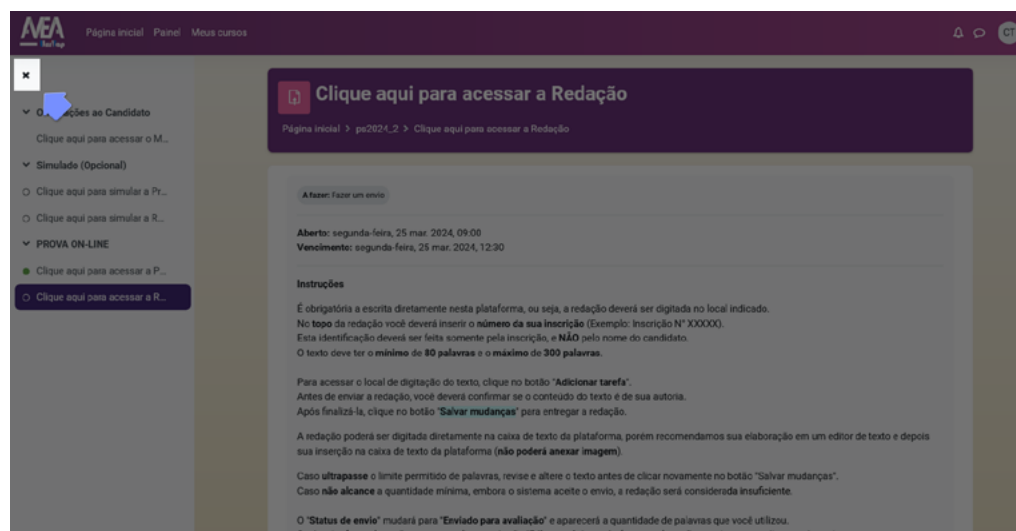 AVEA
Página inicial Painel Meus cursos
CT
Clique aqui para acessar o M...
Simulado (Opcional)
Clique aqui para simular a Pr...
Clique aqui para simular a R...
PROVA ON-LINE
Clique aqui para acessar a P...
Clique aqui para acessar a R...
Clique aqui para acessar a Redação
Página inicial > ps2024_2 > Clique aqui para acessar a Redação
A fazer: Fazer um envio
Aberto: segunda-feira, 25 mar. 2024, 09:00
Vencimento: segunda-feira, 25 mar. 2024, 12:30
Instruções
É obrigatória a escrita diretamente nesta plataforma, ou seja, a redação deverá ser digitada no local indicado.
No topo da redação você deverá inserir o número da sua inscrição (Exemplo: Inscrição N° XXXXX).
Esta identificação deverá ser feita somente pela inscrição, e NÃO pelo nome do candidato.
O texto deve ter o mínimo de 80 palavras e o máximo de 300 palavras.
Para acessar o local de digitação do texto, clique no botão "Adicionar tarefa".
Antes de enviar a redação, você deverá confirmar se o conteúdo do texto é de sua autoria.
Após finalizá-la, clique no botão "Salvar mudanças" para entregar a redação.
A redação poderá ser digitada diretamente na caixa de texto da plataforma, porém recomendamos sua elaboração em um editor de texto e depois
sua inserção na caixa de texto da plataforma (não poderá anexar imagem).
Caso ultrapasse o limite permitido de palavras, revise e altere o texto antes de clicar novamente no botão "Salvar mudanças".
Caso não alcance a quantidade mínima, embora o sistema aceite o envio, a redação será considerada insuficiente.
O "Status de envio" mudará para "Enviado para avaliação" e aparecerá a quantidade de palavras que você utilizou.